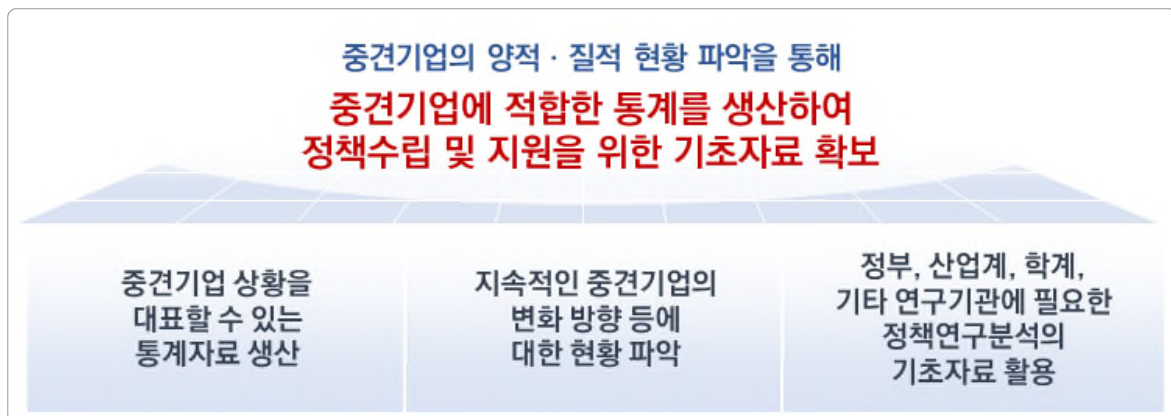 중견기업의 양적 · 질적 현황 파악을 통해
중견기업에 적합한 통계를 생산하여
정책수립 및 지원을 위한 기초자료 확보
중견기업 상황을
대표할 수 있는
통계자료 생산
지속적인 중견기업의
변화 방향 등에
대한 현황 파악
정부, 산업계, 학계,
기타 연구기관에 필요한
정책연구분석의
기초자료 활용